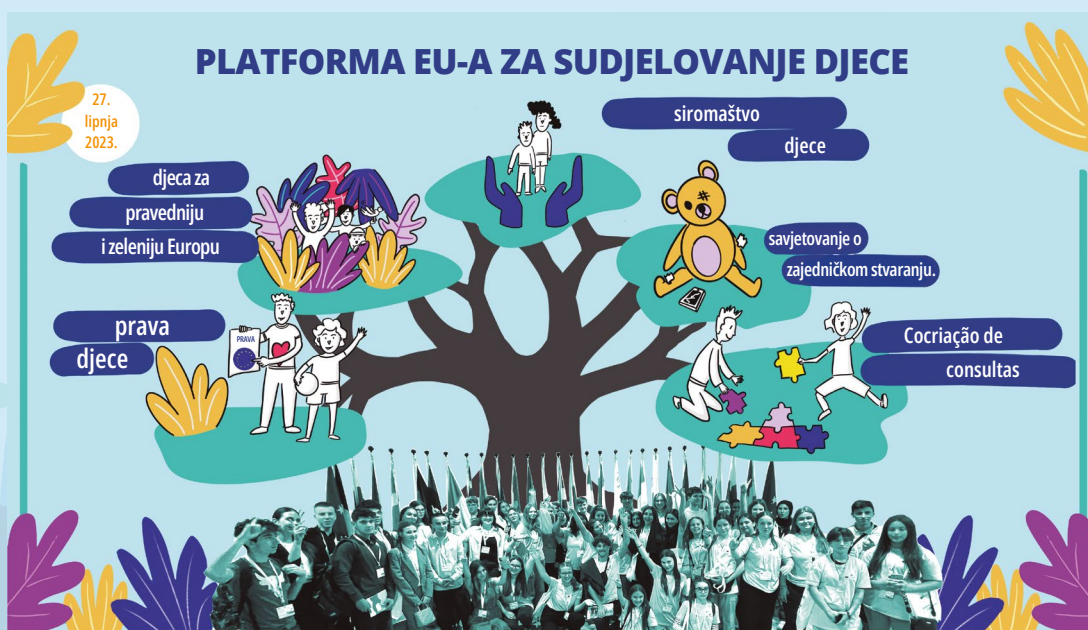 PLATFORMA EU-A ZA SUDJELOVANJE DJECE
27.
lipnja
2023.
djeca za
pravedniju
i zeleniju Europu
prava
djece
PRAVA
siromaštvo
djece
savjetovanje o
zajedničkom stvaranju.
Cocriação de
consultas